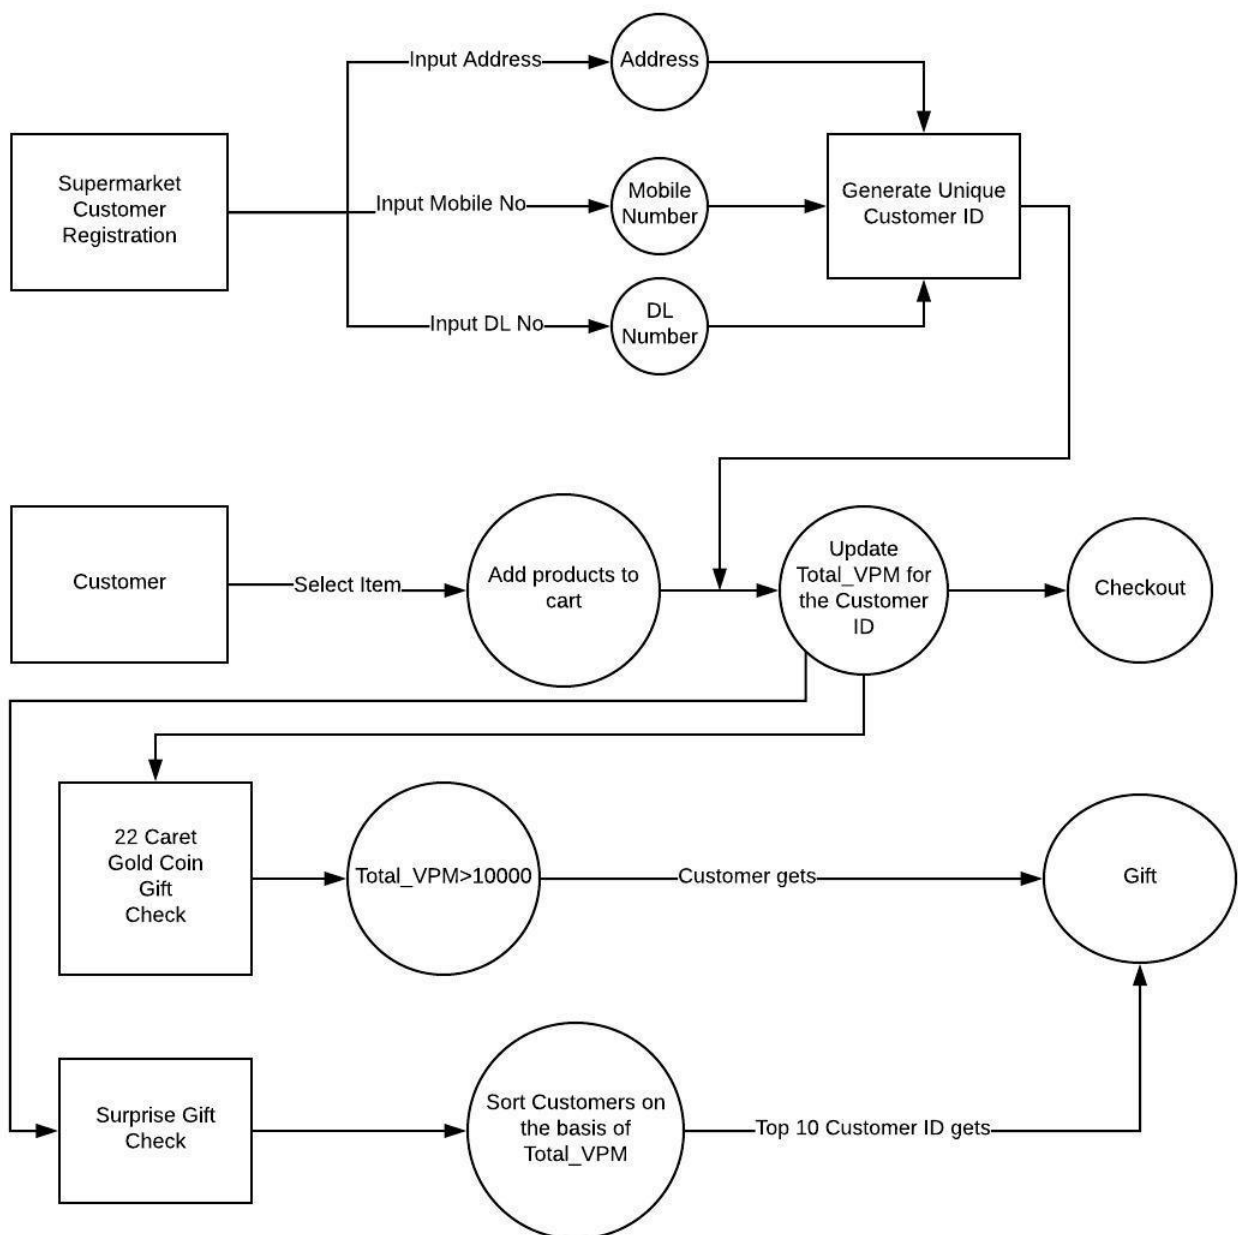 Input Address
Address
Supermarket
Customer
Registration
Input Mobile No
Mobile
Number
Generate Unique
Customer ID
Input DL No
DL
Number
Customer
Select Item
Add products to
cart
Update
Total_VPM for
the Customer
ID
Checkout
22 Caret
Gold Coin
Gift
Check
Total_VPM>10000
Customer gets
Gift
Surprise Gift
Check
Sort Customers on
the basis of
Total_VPM
Top 10 Customer ID gets